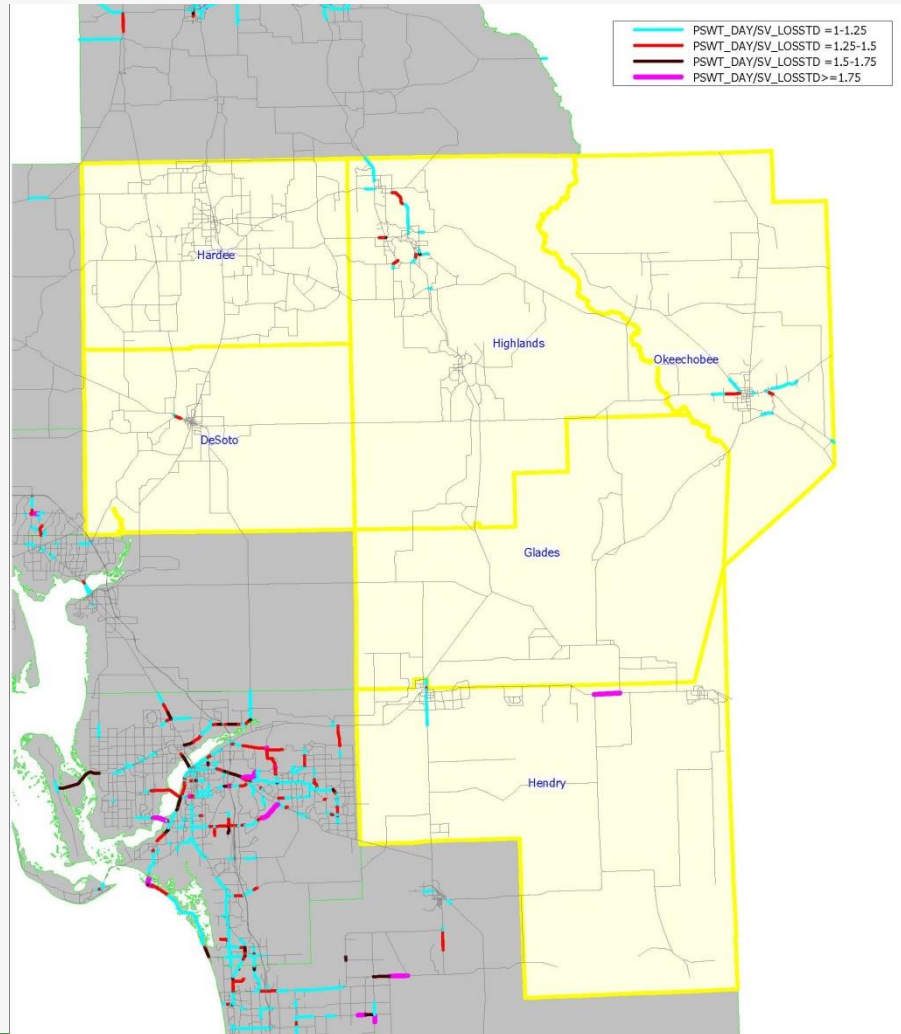 PSWT_DAY/SV_LOSSTD =1-1.25
PSWT_DAY/SV_LOSSTD =1.25-1.5
PSWT_DAY/SV_LOSSTD =1.5-1.75
PSWT_DAY/SV_LOSSTD>=1.75
Hardee
Highlands
Okeechobee
DeSoto
Glades
Hendry